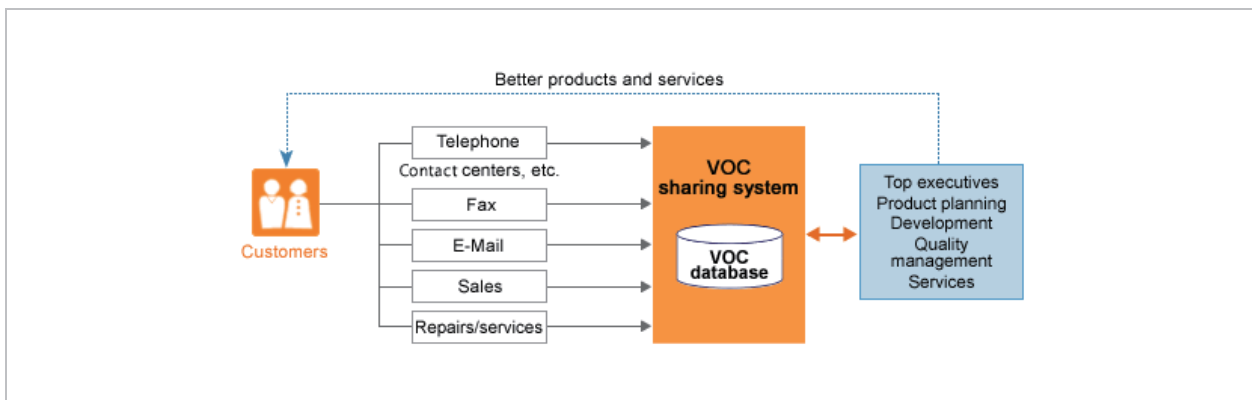 Better products and services
Telephone
Contact centers, etc.
Fax
E-Mail
Sales
Repairs/services
Customers
VOC
sharing system
VOC
database
Top executives
Product planning
Development
Quality
management
Services